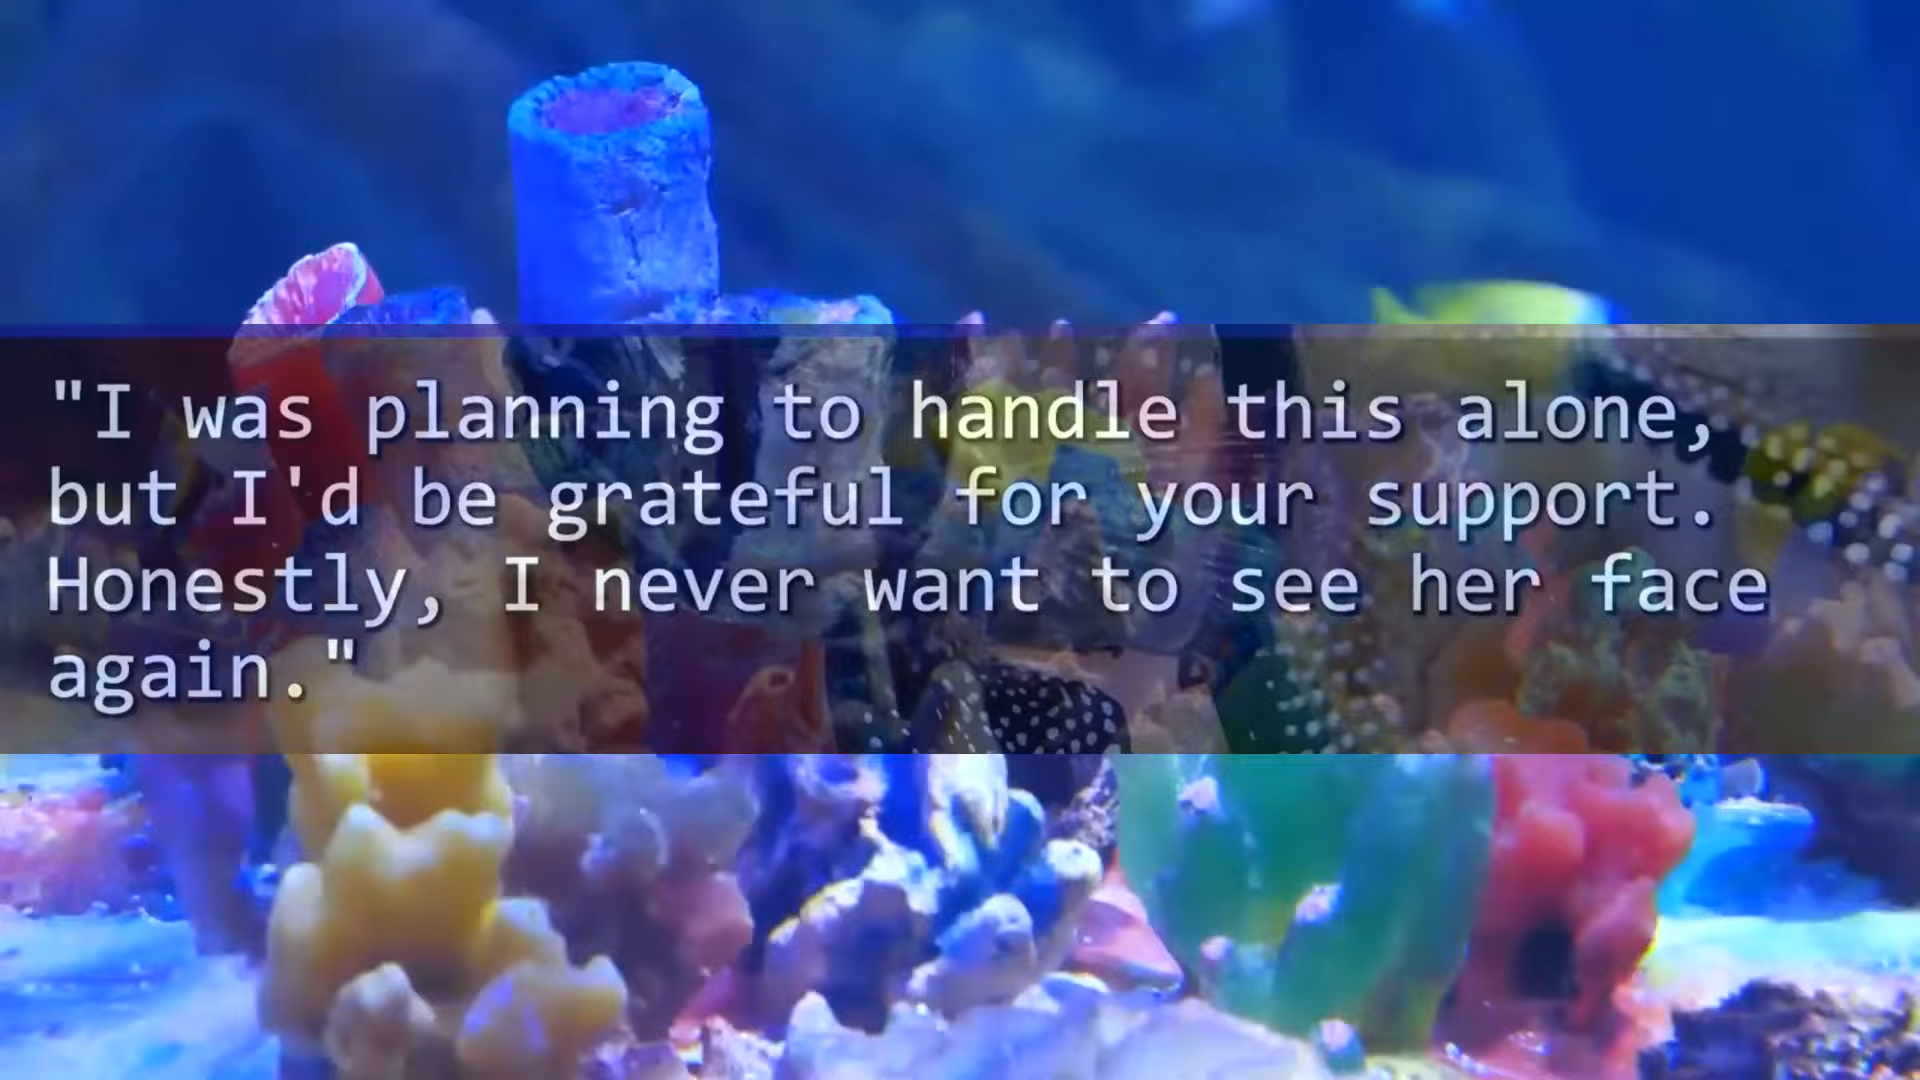 "I was planning to handle this alone,
but I'd be grateful for your support.
Honestly, I never want to see her face
again."